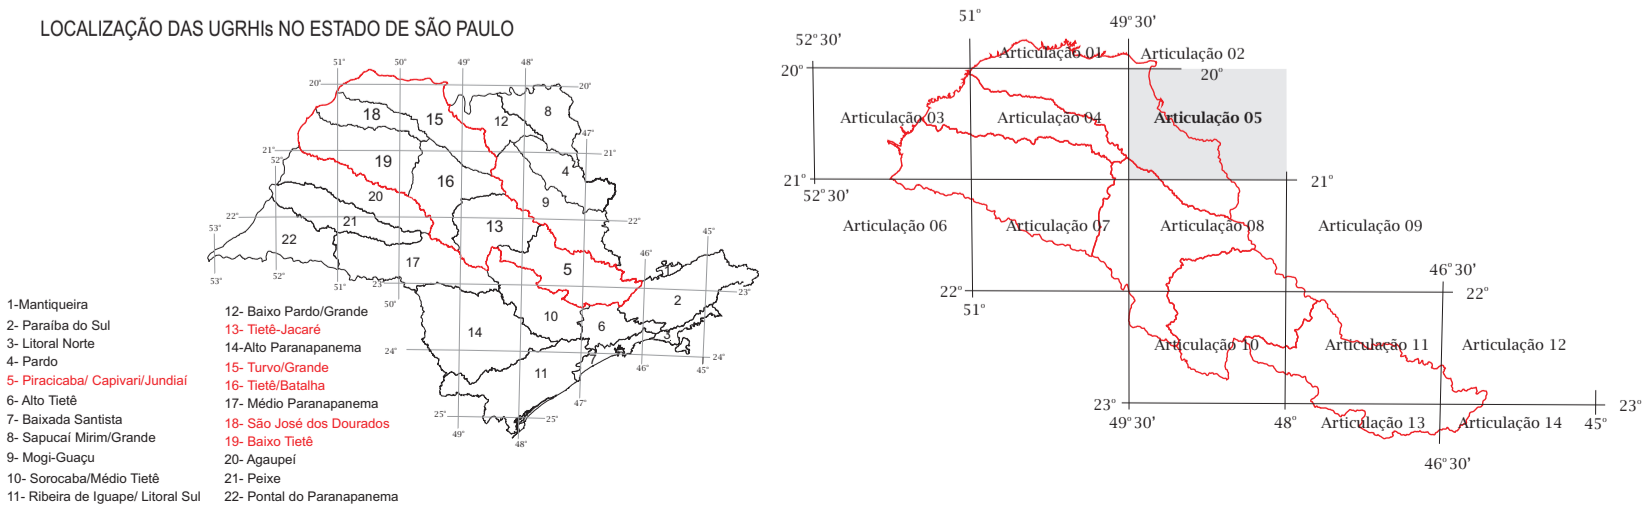 LOCALIZAÇÃO DAS UGRHIs NO ESTADO DE SÃO PAULO
51°
50°
49°
48°
20°
20°
8
18
15
12
47°
21°
21°
52°
19
4
16
20
9
22°
22°
21
13
53°
22
45°
17
5
46°
1
53°
52°
51°
23°
23°
2
50°
10
6
14
3
24°
7
24°
46°
45°
11
47°
25°
25°
49°
48°
1-Mantiqueira
2- Paraíba do Sul
3- Litoral Norte
4- Pardo
5- Piracicaba/ Capivari/Jundiaí
6- Alto Tietê
7- Baixada Santista
8- Sapucaí Mirim/Grande
9- Mogi-Guaçu
10- Sorocaba/Médio Tietê
11- Ribeira de Iguape/ Litoral Sul
12- Baixo Pardo/Grande
13- Tietê-Jacaré
14-Alto Paranapanema
15- Turvo/Grande
16- Tietê/Batalha
17- Médio Paranapanema
18- São José dos Dourados
19- Baixo Tietê
20- Agaupeí
21- Peixe
22- Pontal do Paranapanema
51°
49°30'
52°30'
Articulação 01
Articulação 02
20°
20°
Articulação 03
Articulação 04
Articulação 05
21°
21°
52°30'
Articulação 06
Articulação 07
Articulação 08
Articulação 09
46°30'
22°
22°
51°
Articulação 10
Articulação 11
Articulação 12
23°
23°
49°30'
48°
Articulação 13
Articulação 14
45°
46°30'